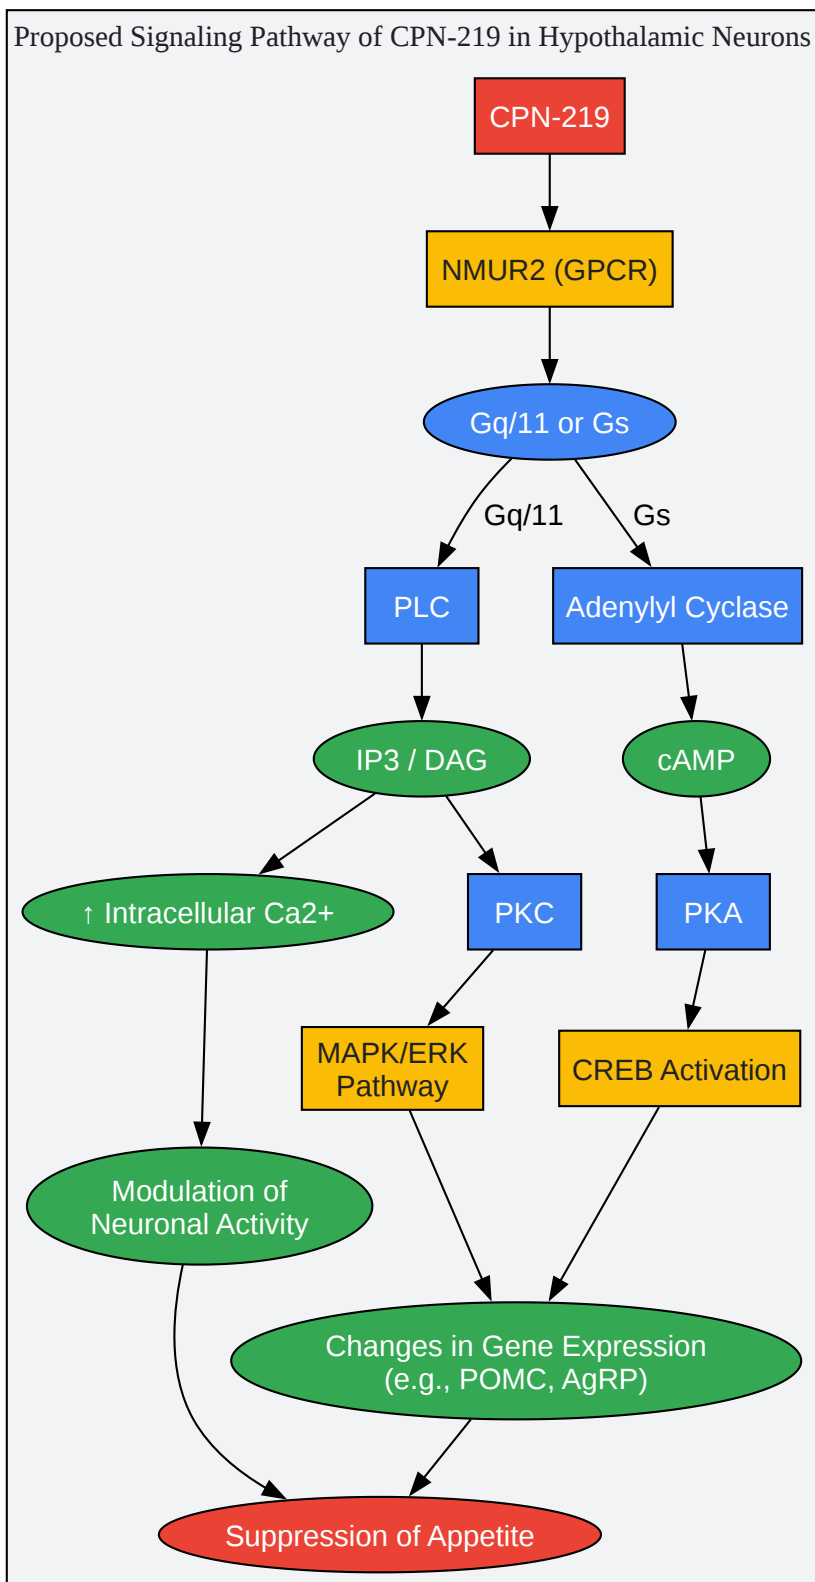 Proposed Signaling Pathway of CPN-219 in Hypothalamic Neurons
CPN-219
NMUR2 (GPCR)
Gq/11 or Gs
Gq/11
Gs
PLC
Adenylyl Cyclase
IP3 / DAG
cAMP
↑ Intracellular Ca2+
PKC
PKA
MAPK/ERK
Pathway
CREB Activation
Modulation of
Neuronal Activity
Changes in Gene Expression
(e.g., POMC, AgRP)
Suppression of Appetite